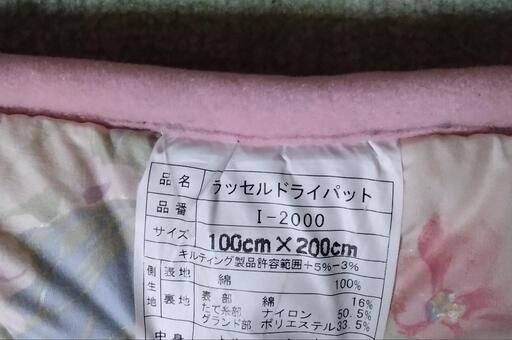 品名 ラッセルドライパット
品番 I-2000
サイズ 100cm×200cm
キルティング製品許容範囲+5%-3%
側生地 表地 綿 100%
裏地 表部 綿 16%
たて糸部 ナイロン 50.5%
グランド部 ポリエステル 33.5%
中身